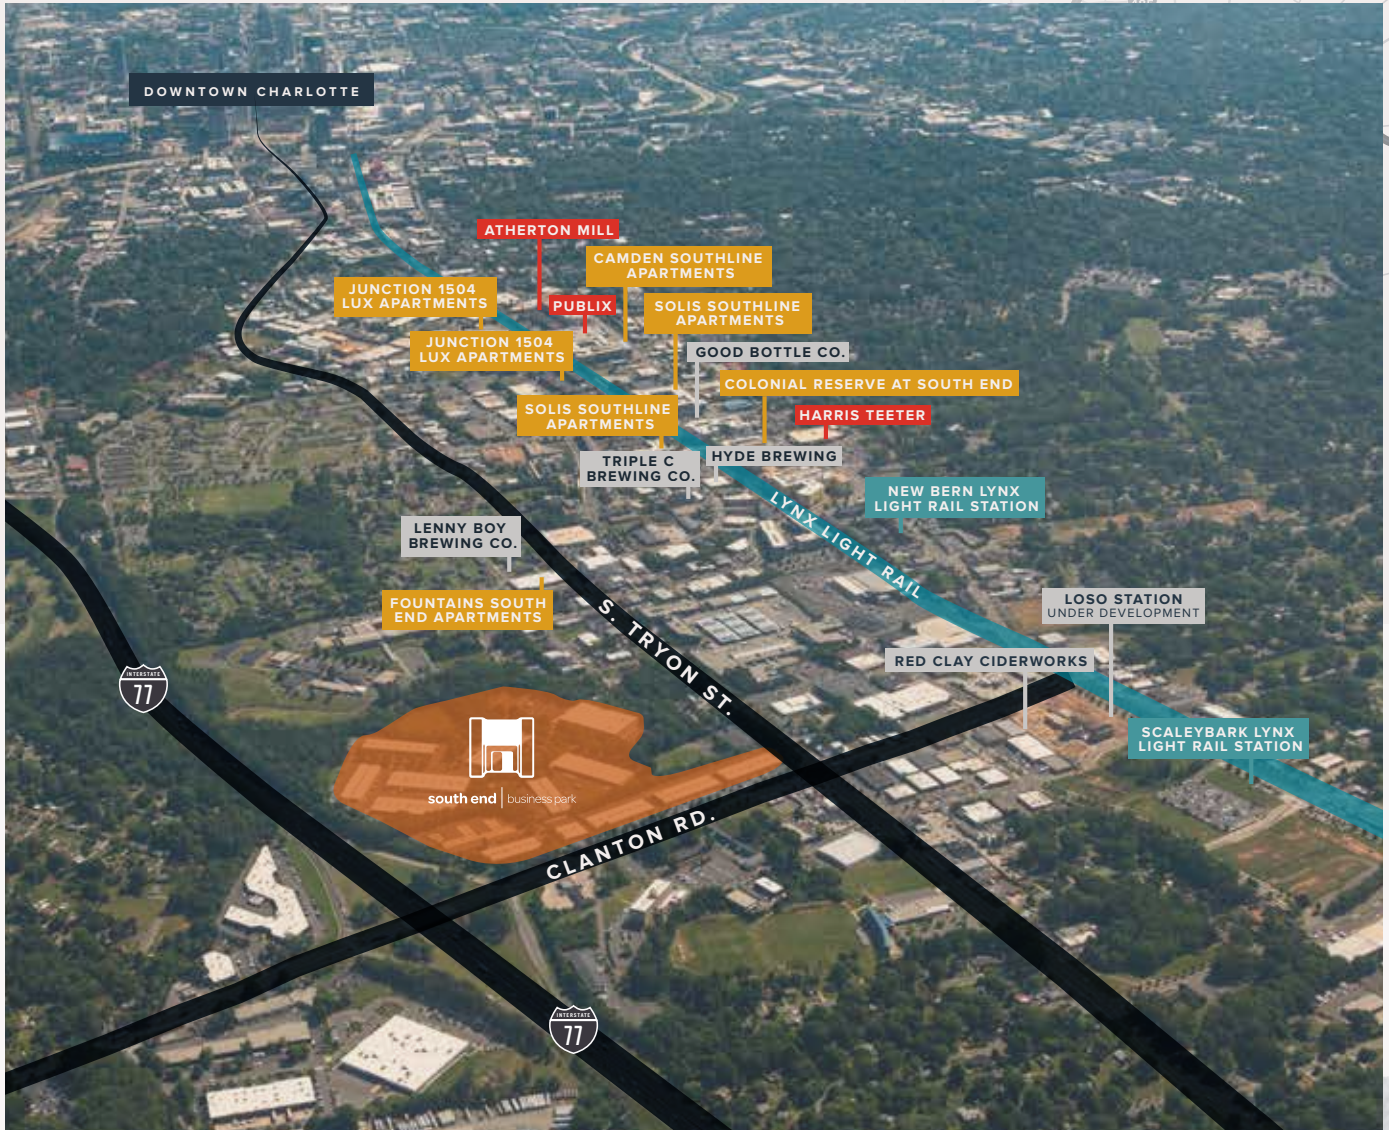 DOWNTOWN CHARLOTTE
ATHERTON MILL
CAMDEN SOUTHLINE
APARTMENTS
JUNCTION 1504
LUX APARTMENTS
PUBLIX
SOLIS SOUTHLINE
APARTMENTS
JUNCTION 1504
LUX APARTMENTS
GOOD BOTTLE CO.
COLONIAL RESERVE AT SOUTH END
SOLIS SOUTHLINE
APARTMENTS
HARRIS TEETER
TRIPLE C
BREWING CO.
HYDE BREWING
LYNX LIGHT RAIL
NEW BERN LYNX
LIGHT RAIL STATION
LENNY BOY
BREWING CO.
FOUNTAINS SOUTH
END APARTMENTS
S. TRYON ST.
LOSO STATION
UNDER DEVELOPMENT
RED CLAY CIDERWORKS
INTERSTATE
77
SCALEYBARK LYNX
LIGHT RAIL STATION
south end | business park
CLANTON RD.
INTERSTATE
77